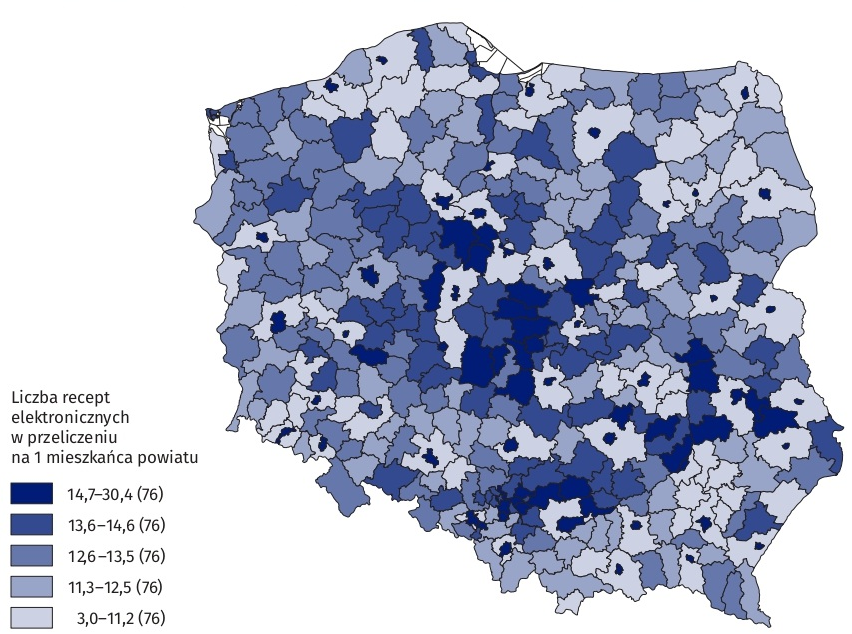 Liczba recept
elektronicznych
w przeliczeniu
na 1 mieszkańca powiatu
14,7–30,4 (76)
13,6–14,6 (76)
12,6–13,5 (76)
11,3–12,5 (76)
3,0–11,2 (76)